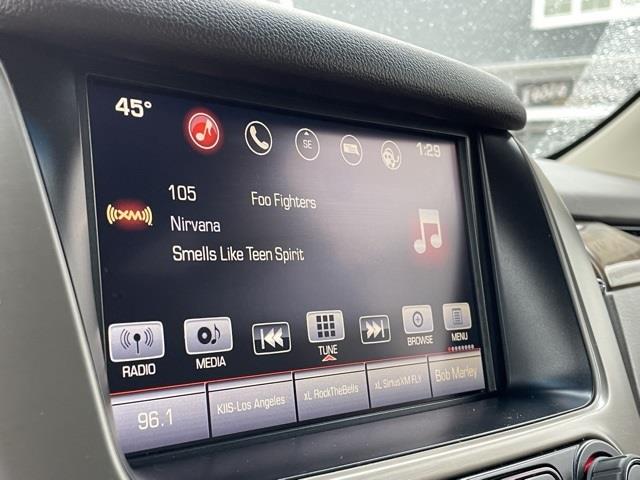 45°
SE
1:29
((XM))
105
Foo Fighters
Nirvana
Smells Like Teen Spirit
RADIO
MEDIA
TUNE
BROWSE
MENU
96.1
KIIS-Los Angeles
xL RockTheBells
xL SiriusXM FLY
Bob Marley